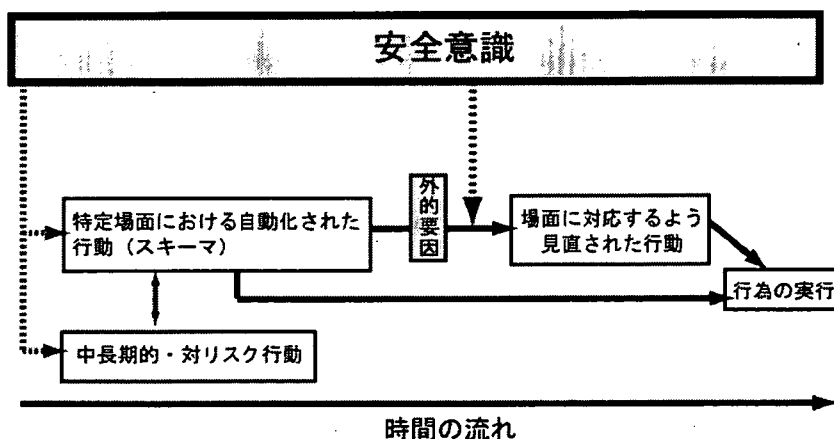 安全意識
外的要因
特定場面における自動化された
行動（スキーマ）
場面に対応するよう
見直された行動
行為の実行
中長期的・対リスク行動
時間の流れ